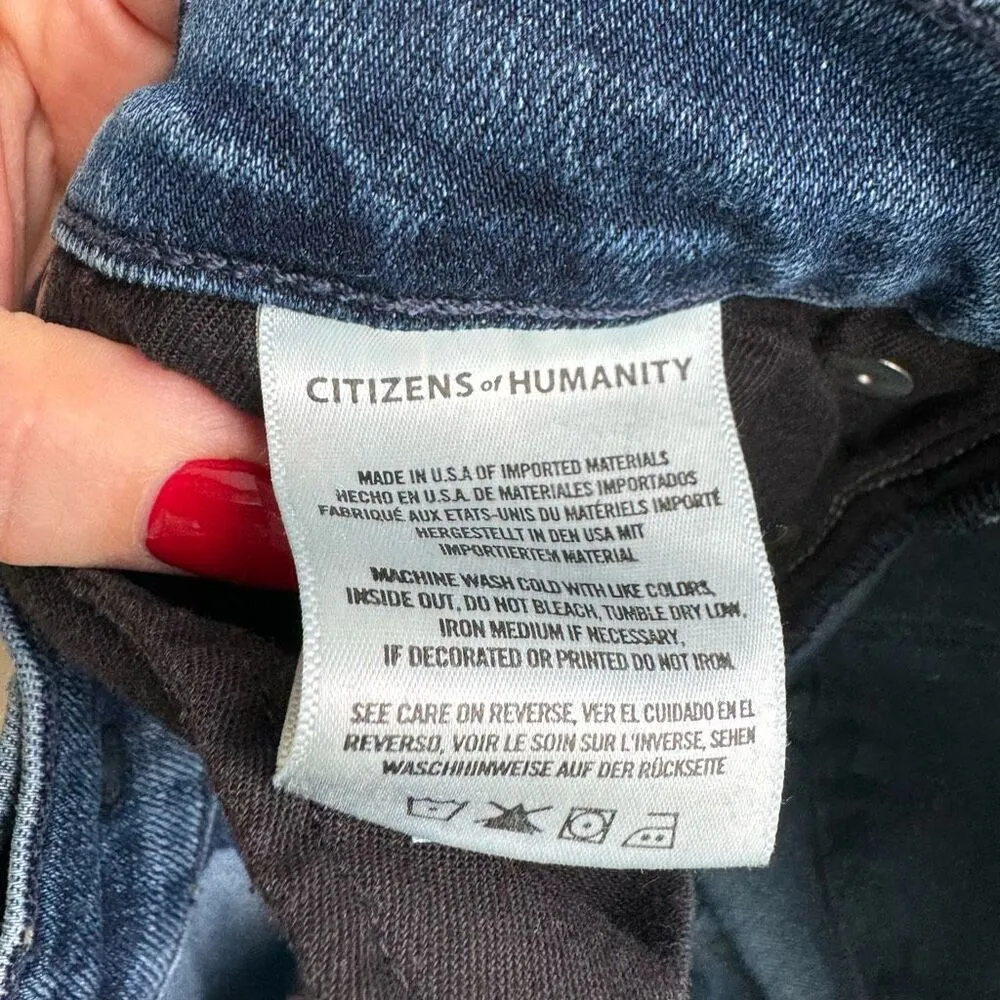 CITIZENS of HUMANITY
MADE IN U.S.A OF IMPORTED MATERIALS
HECHO EN U.S.A. DE MATERIALES IMPORTADOS
FABRIQUÉ AUX ETATS-UNIS DU MATÉRIELS IMPORTÉ
HERGESTELLT IN DEN USA MIT
IMPORTIERTEM MATERIAL
MACHINE WASH COLD WITH LIKE COLORS,
INSIDE OUT, DO NOT BLEACH, TUMBLE DRY LOW,
IRON MEDIUM IF NECESSARY,
IF DECORATED OR PRINTED DO NOT IRON.
SEE CARE ON REVERSE, VER EL CUIDADO EN EL
REVERSO, VOIR LE SOIN SUR L'INVERSE, SEHEN
WASCHHINWEISE AUF DER RÜCKSEITE